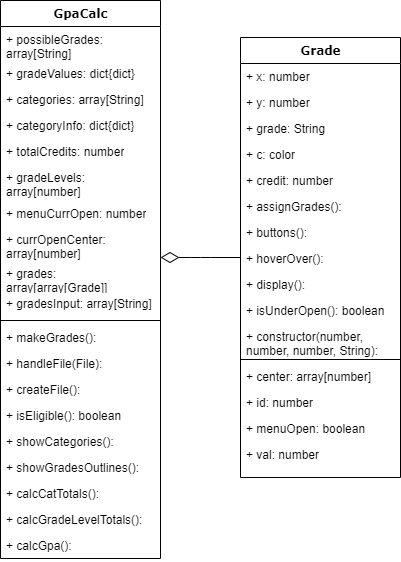 GpaCalc
+ possibleGrades:
array[String]
+ gradeValues: dict{dict}
+ categories: array[String]
+ categoryInfo: dict{dict}
+ totalCredits: number
+ gradeLevels:
array[number]
+ menuCurrOpen: number
+ currOpenCenter:
array[number]
+ grades:
array[array[Grade]]
+ gradesInput: array[String]
+ makeGrades():
+ handleFile(File):
+ createFile():
+ isEligible(): boolean
+ showCategories():
+ showGradesOutlines():
+ calcCatTotals():
+ calcGradeLevelTotals():
+ calcGpa():
Grade
+ x: number
+ y: number
+ grade: String
+ c: color
+ credit: number
+ assignGrades():
+ buttons():
+ hoverOver():
+ display():
+ isUnderOpen(): boolean
+ constructor(number,
number, number, String):
+ center: array[number]
+ id: number
+ menuOpen: boolean
+ val: number